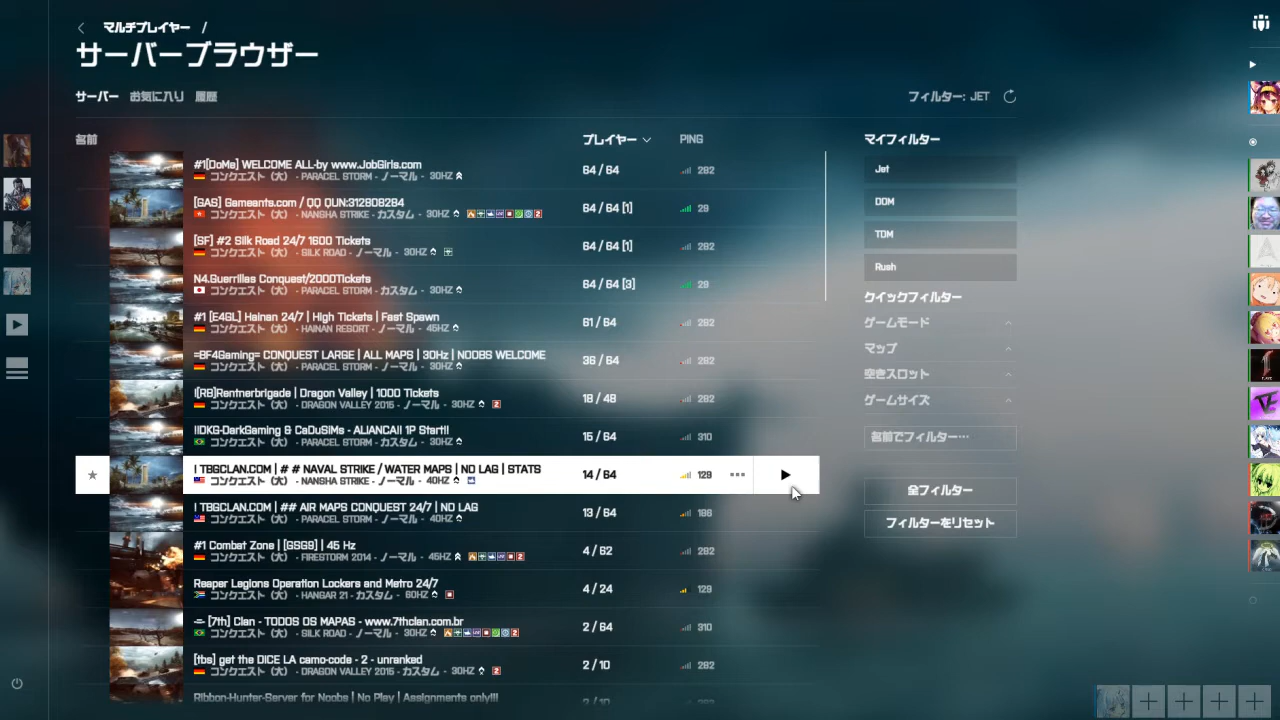 マルチプレイヤー /
サーバーブラウザー
サーバー お気に入り 履歴
フィルター: JET
名前 プレイヤー PING
#1[DoMe] WELCOME ALL-by www.JobGirls.com 64 / 64 282
コンクエスト（大） - PARACEL STORM - ノーマル - 30HZ
[GAS] Gameants.com / QQ QUN:312808284 64 / 64 [1] 29
コンクエスト（大） - NANSHA STRIKE - カスタム - 30HZ
[SF] #2 Silk Road 24/7 1600 Tickets 64 / 64 [1] 282
コンクエスト（大） - SILK ROAD - ノーマル - 30HZ
N4.Guerrillas Conquest/2000Tickets 64 / 64 [3] 29
コンクエスト（大） - PARACEL STORM - カスタム - 30HZ
#1 [E4GL] Hainan 24/7 | High Tickets | Fast Spawn 61 / 64 282
コンクエスト（大） - HAINAN RESORT - ノーマル - 45HZ
=BF4Gaming= CONQUEST LARGE | ALL MAPS | 30Hz | NOOBS WELCOME 36 / 64 282
コンクエスト（大） - PARACEL STORM - ノーマル - 30HZ
![RB]Rentnerbrigade | Dragon Valley | 1000 Tickets 18 / 48 282
コンクエスト（大） - DRAGON VALLEY 2015 - ノーマル - 30HZ
!!DKG-DarkGaming & CaDuSiMs - ALIANCA!! 1P Start!! 15 / 64 310
コンクエスト（大） - PARACEL STORM - カスタム - 30HZ
! TBGCLAN.COM | # # NAVAL STRIKE / WATER MAPS | NO LAG | STATS 14 / 64 129
コンクエスト（大） - NANSHA STRIKE - ノーマル - 40HZ
! TBGCLAN.COM | ## AIR MAPS CONQUEST 24/7 | NO LAG 13 / 64 198
コンクエスト（大） - PARACEL STORM - ノーマル - 40HZ
#1 Combat Zone | [GSG9] | 45 Hz 4 / 62 282
コンクエスト（大） - FIRESTORM 2014 - ノーマル - 45HZ
Reaper Legions Operation Lockers and Metro 24/7 4 / 24 129
コンクエスト（大） - HANGAR 21 - カスタム - 60HZ
[7th] Clan - TODOS OS MAPAS - www.7thclan.com.br 2 / 64 310
コンクエスト（大） - SILK ROAD - ノーマル - 30HZ
[tbs] get the DICE LA camo-code - 2 - unranked 2 / 10 282
コンクエスト（大） - DRAGON VALLEY 2015 - カスタム - 30HZ
Ribbon-Hunter-Server for Noobs | No Play | Assignments only!!! 2 / 10 282
マイフィルター
Jet
DOM
TDM
Rush
クイックフィルター
ゲームモード
マップ
空きスロット
ゲームサイズ
名前でフィルター…
全フィルター
フィルターをリセット